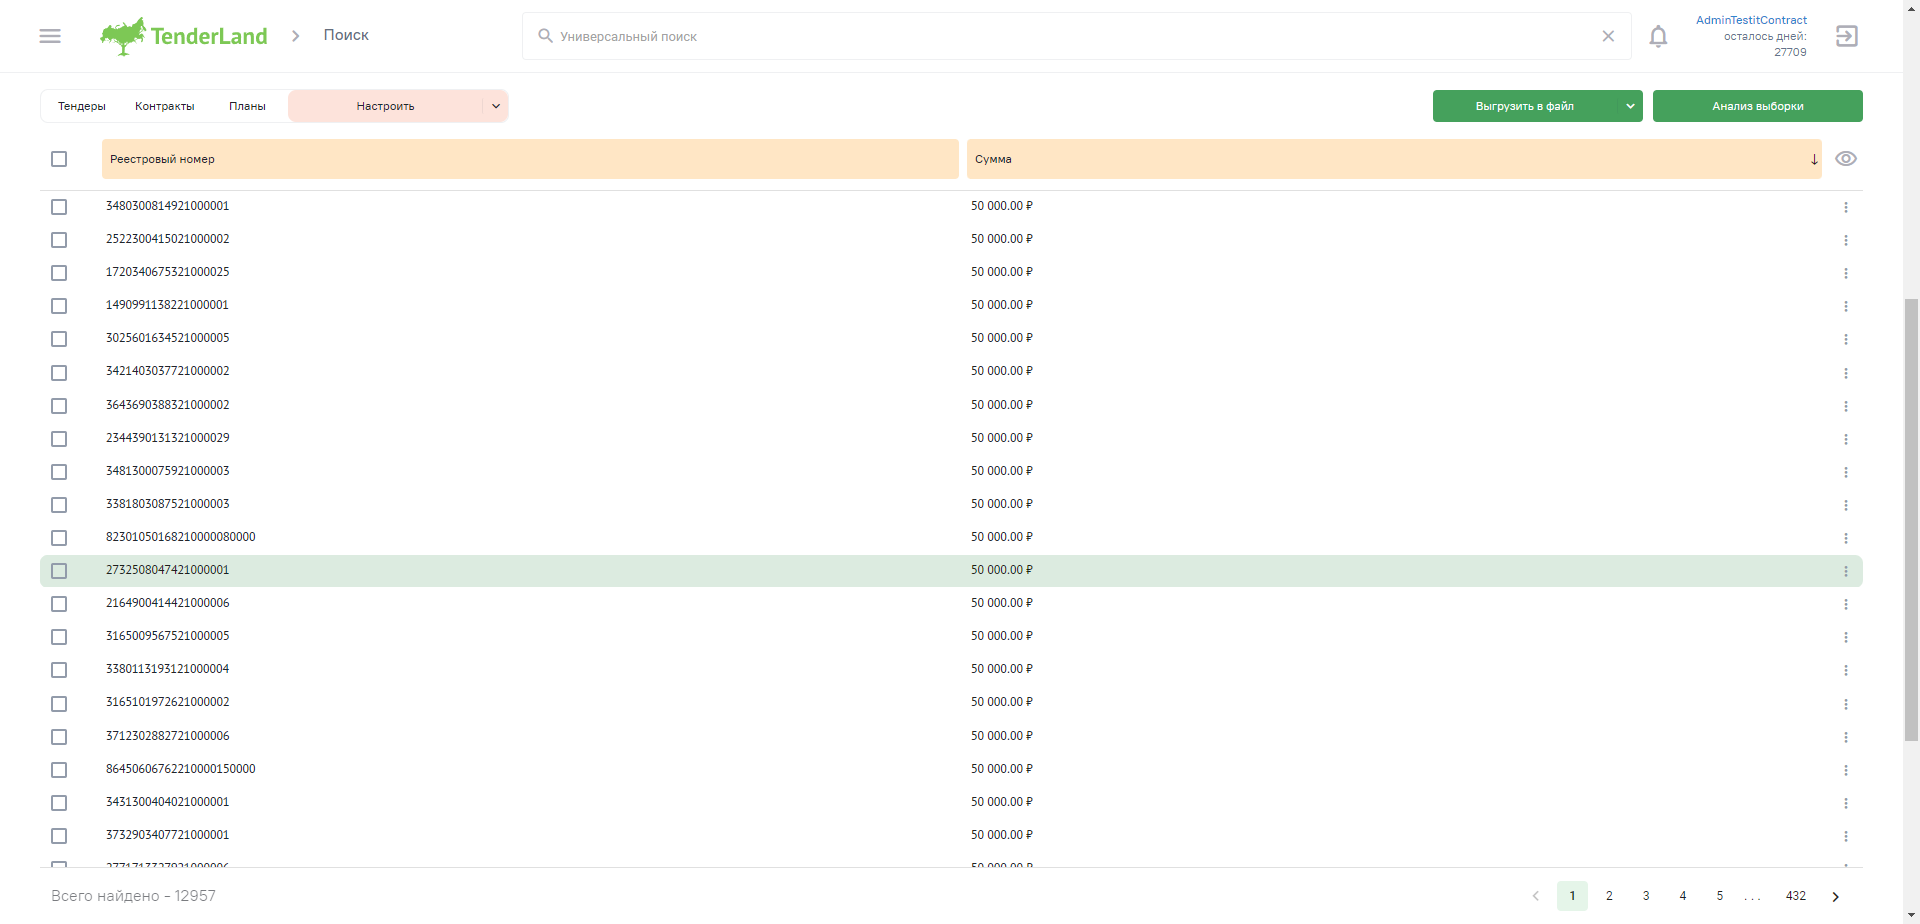 TenderLand
Поиск
Универсальный поиск
AdminTestitContract
осталось дней:
27709
Тендеры Контракты Планы Настроить
Выгрузить в файл Анализ выборки
Реестровый номер Сумма
3480300814921000001 50 000.00 ₽
2522300415021000002 50 000.00 ₽
1720340675321000025 50 000.00 ₽
1490991138221000001 50 000.00 ₽
3025601634521000005 50 000.00 ₽
3421403037721000002 50 000.00 ₽
3643690388321000002 50 000.00 ₽
2344390131321000029 50 000.00 ₽
3481300075921000003 50 000.00 ₽
3381803087521000003 50 000.00 ₽
82301050168210000080000 50 000.00 ₽
2732508047421000001 50 000.00 ₽
2164900414421000006 50 000.00 ₽
3165009567521000005 50 000.00 ₽
3380113193121000004 50 000.00 ₽
3165101972621000002 50 000.00 ₽
3712302882721000006 50 000.00 ₽
86450606762210000150000 50 000.00 ₽
3431300404021000001 50 000.00 ₽
3732903407721000001 50 000.00 ₽
50 000.00 ₽
Всего найдено - 12957
1 2 3 4 5 ... 432